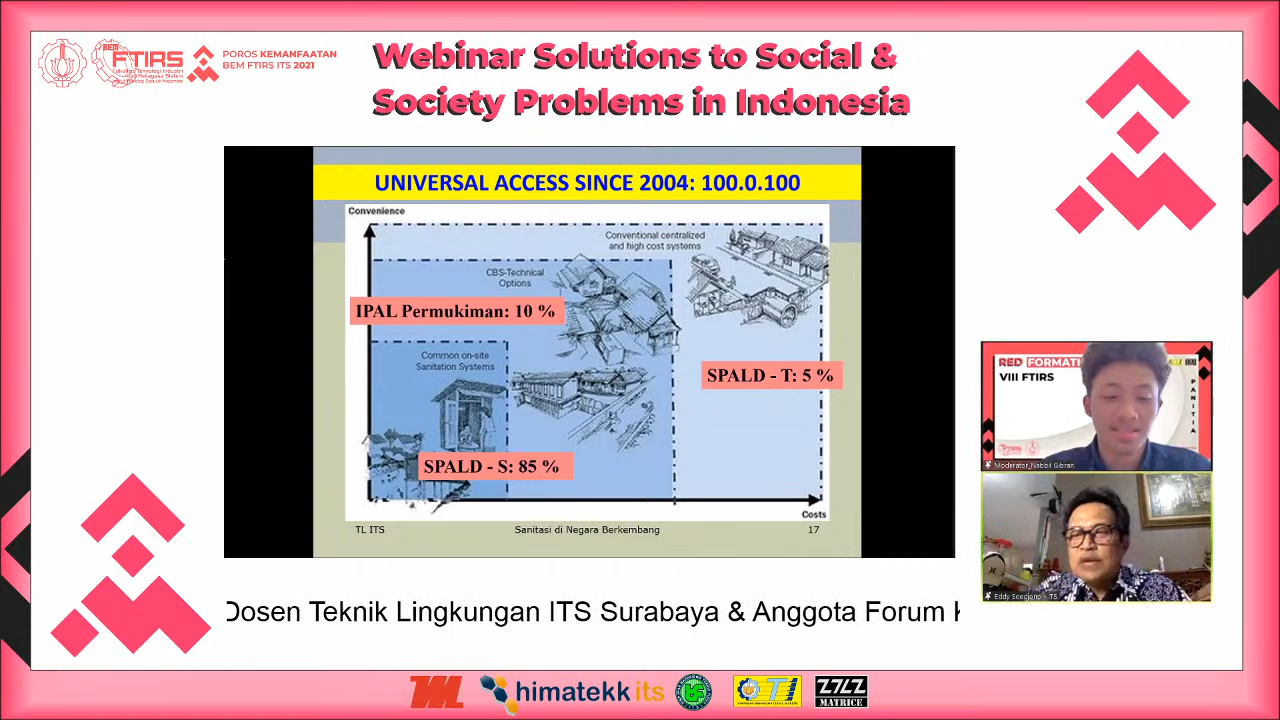 POROS KEMANFAATAN
BEM FTIRS ITS 2021
BEM
FTIRS
Webinar Solutions to Social &
Society Problems in Indonesia
UNIVERSAL ACCESS SINCE 2004: 100.0.100
Convenience
Conventional centralized
and high cost systems
CBS-Technical
Options
IPAL Permukiman: 10 %
Common on-site
Sanitation Systems
SPALD - T: 5 %
SPALD - S: 85 %
Costs
TL ITS
Sanitasi di Negara Berkembang
17
RED FORMATI
VIII FTIRS
PANITIA
Moderator_Nabbil Gibran
Eddy Soedjono - ITS
Dosen Teknik Lingkungan ITS Surabaya & Anggota Forum
himatekk its
MATRICE